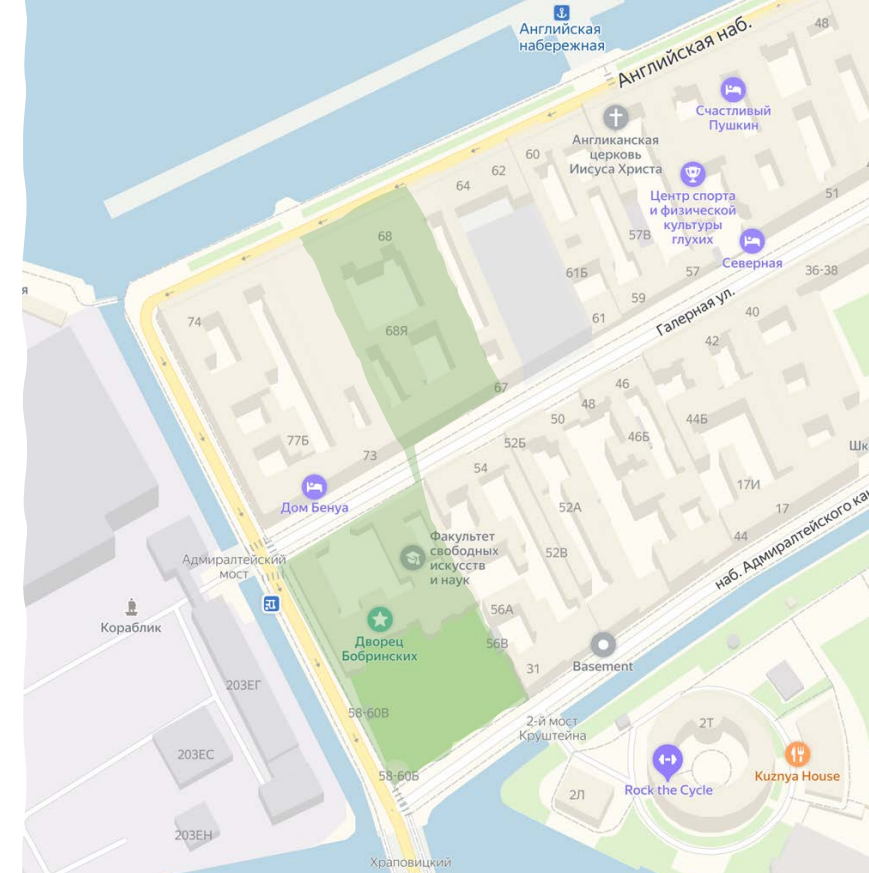 Английская
набережная
Английская наб.
48
Счастливый
Пушкин
Англиканская
церковь
Иисуса Христа
60
62
64
Центр спорта
и физической
культуры
глухих
51
57В
Северная
68
61Б
57
36-38
59
Галерная ул.
40
74
61
68Я
42
67
46
48
50
44Б
77Б
52Б
46Б
73
54
17И
Дом Бенуа
52А
17
наб. Адмиралтейского ка
44
Факультет
свободных
искусств
и наук
52В
Адмиралтейский
мост
Кораблик
56А
Дворец
Бобринских
56В
Basement
31
203ЕГ
58-60В
2-й мост
Круштейна
2Т
203ЕС
58-60Б
Kuznya House
Rock the Cycle
2Л
203ЕН
Храповицкий